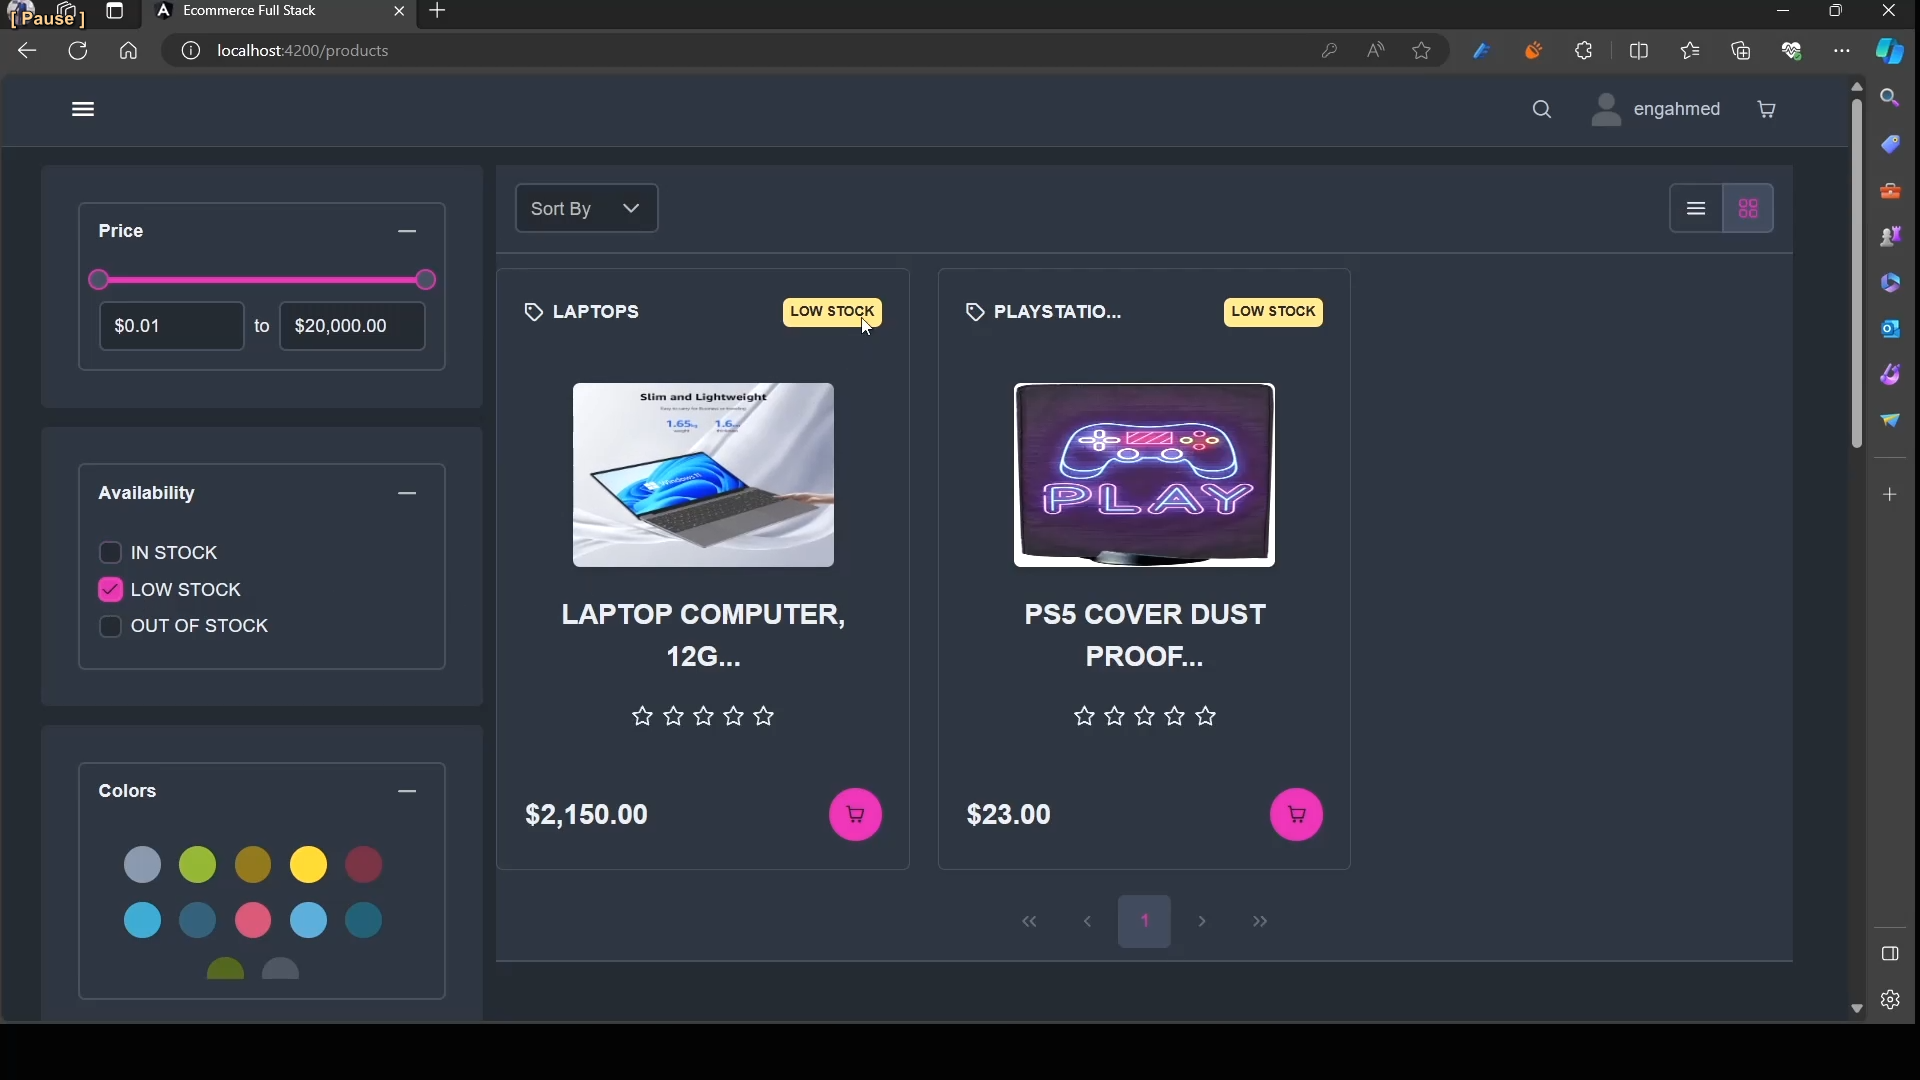 [ Pause ]
Ecommerce Full Stack
localhost:4200/products
engahmed
Price
$0.01 to $20,000.00
Availability
IN STOCK
LOW STOCK
OUT OF STOCK
Colors
Sort By
LAPTOPS LOW STOCK
Slim and Lightweight
LAPTOP COMPUTER,
12G...
$2,150.00
PLAYSTATIO... LOW STOCK
PLAY
PS5 COVER DUST
PROOF...
$23.00
1